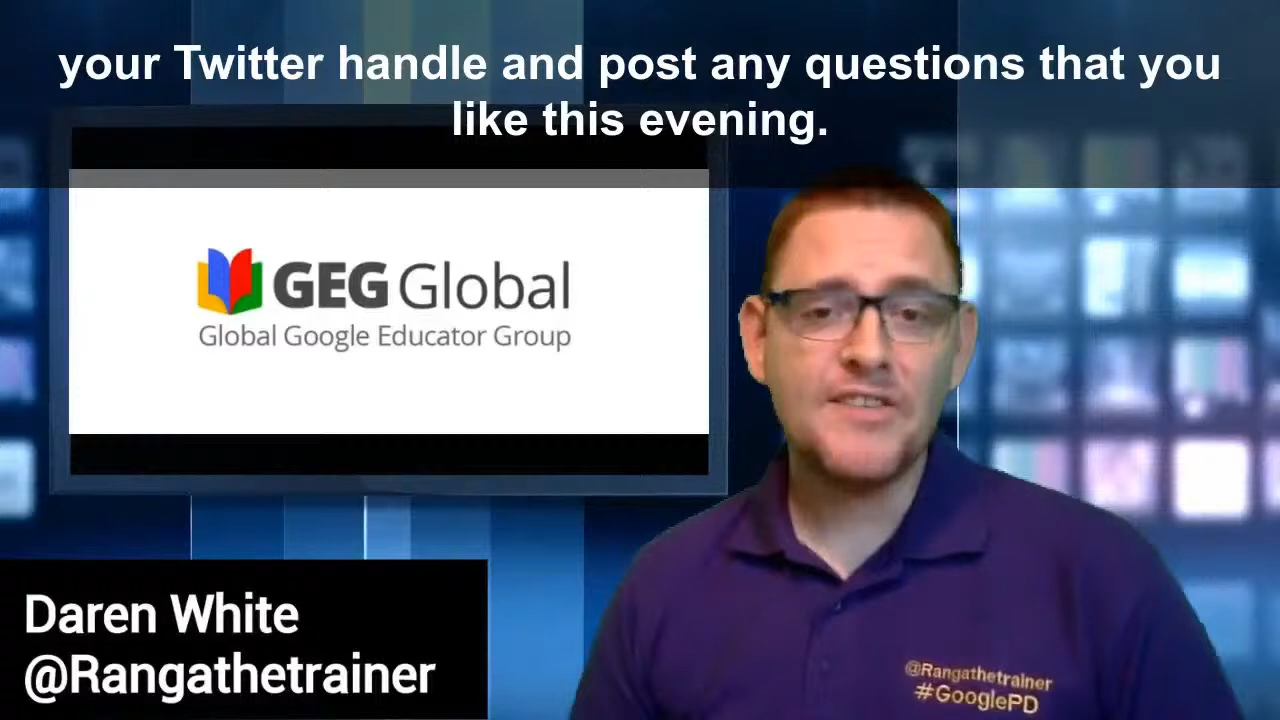 your Twitter handle and post any questions that you
like this evening.
GEG Global
Global Google Educator Group
Daren White
@Rangathetrainer
@Rangathetrainer
#GooglePD